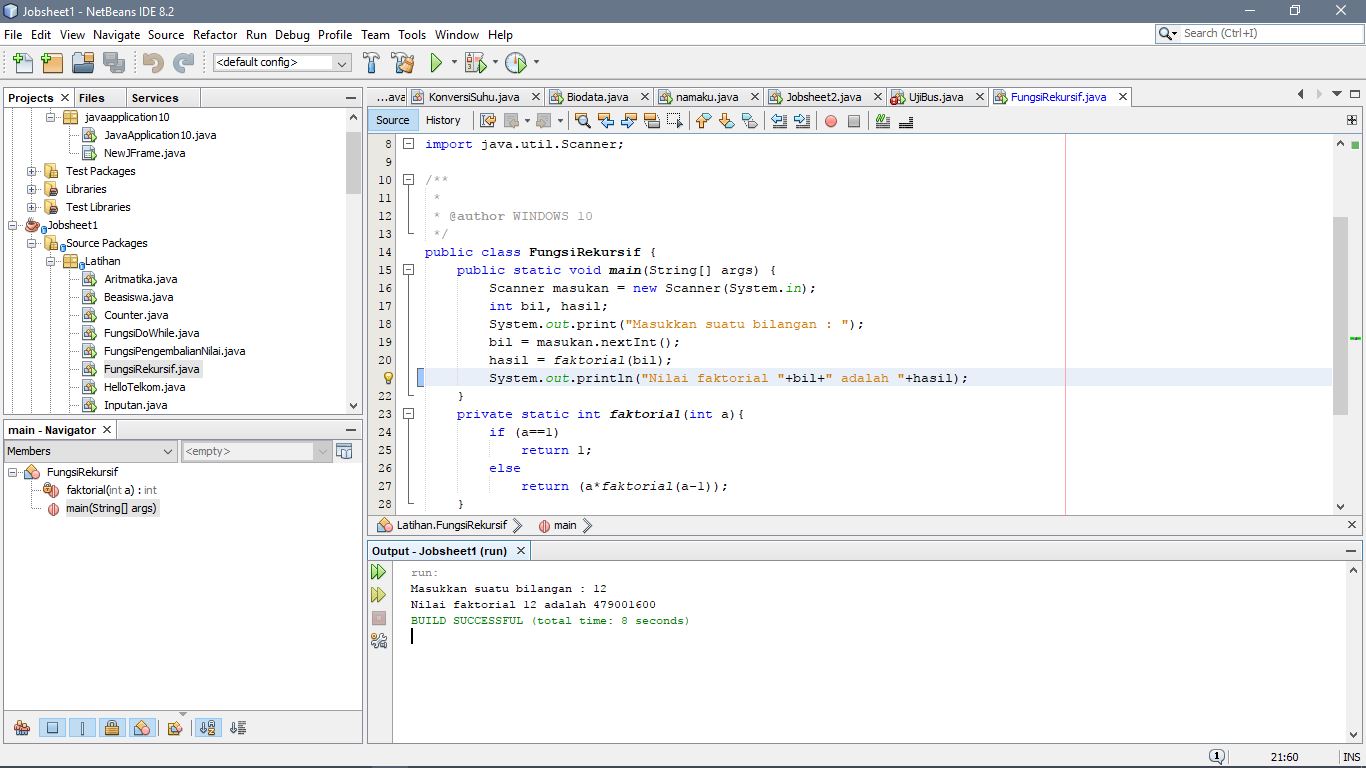 Jobsheet1 - NetBeans IDE 8.2
File Edit View Navigate Source Refactor Run Debug Profile Team Tools Window Help
Search (Ctrl+I)
<default config>
Projects Files Services
javaapplication10
JavaApplication10.java
NewJFrame.java
Test Packages
Libraries
Test Libraries
Jobsheet1
Source Packages
Latihan
Aritmatika.java
Beasiswa.java
Counter.java
FungsiDoWhile.java
FungsiPengembalianNilai.java
FungsiRekursif.java
HelloTelkom.java
Inputan.java
main - Navigator
Members <empty>
FungsiRekursif
faktorial(int a) : int
main(String[] args)
...ava KonversiSuhu.java Biodata.java namaku.java Jobsheet2.java UjiBus.java FungsiRekursif.java
Source History
8 import java.util.Scanner;
9
10 /**
11 *
12 * @author WINDOWS 10
13 */
14 public class FungsiRekursif {
15 public static void main(String[] args) {
16 Scanner masukan = new Scanner(System.in);
17 int bil, hasil;
18 System.out.print("Masukkan suatu bilangan : ");
19 bil = masukan.nextInt();
20 hasil = faktorial(bil);
System.out.println("Nilai faktorial "+bil+" adalah "+hasil);
22 }
23 private static int faktorial(int a){
24 if (a==1)
25 return 1;
26 else
27 return (a*faktorial(a-1));
28 }
Latihan.FungsiRekursif main
Output - Jobsheet1 (run)
run:
Masukkan suatu bilangan : 12
Nilai faktorial 12 adalah 479001600
BUILD SUCCESSFUL (total time: 8 seconds)
1 21:60 INS